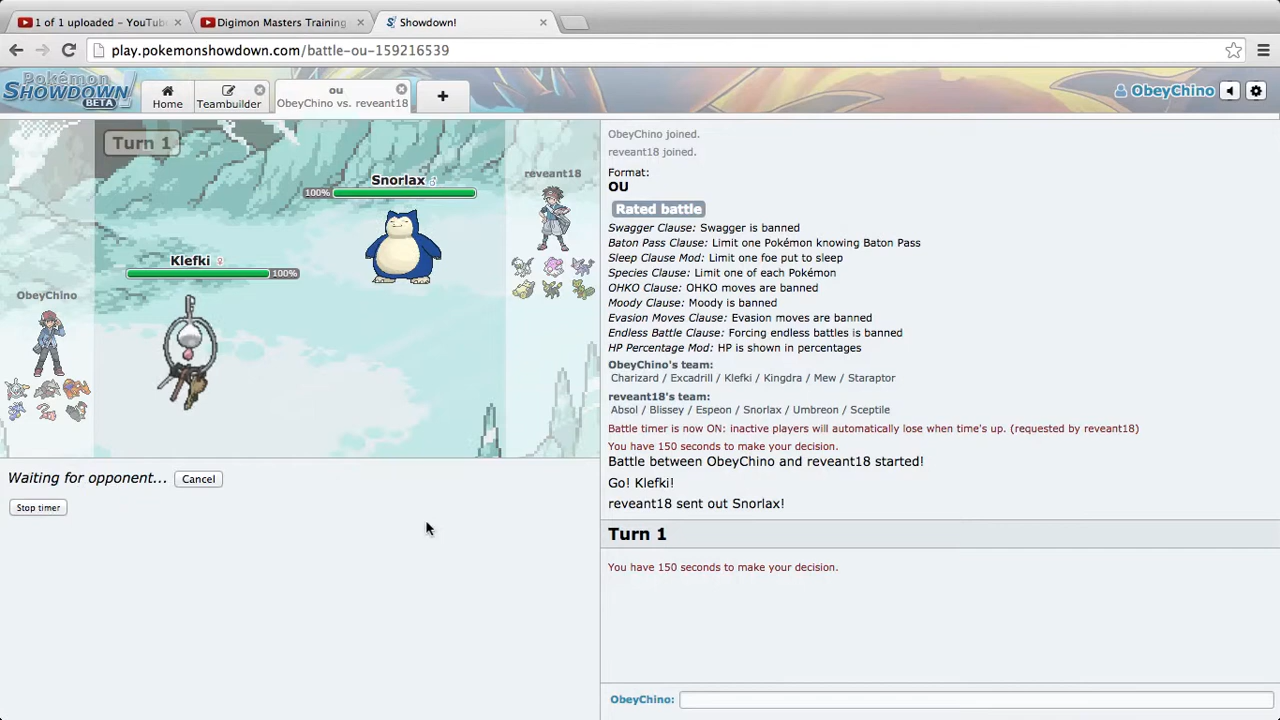 1 of 1 uploaded – YouTub
Digimon Masters Training
Showdown!
play.pokemonshowdown.com/battle-ou-159216539
Pokémon
SHOWDOWN
BETA
Home
Teambuilder
ou
ObeyChino vs. reveant18
+
ObeyChino
Turn 1
Snorlax ♂
100%
reveant18
Klefki ♀
100%
ObeyChino
Waiting for opponent...
Cancel
Stop timer
ObeyChino joined.
reveant18 joined.
Format:
OU
Rated battle
Swagger Clause: Swagger is banned
Baton Pass Clause: Limit one Pokémon knowing Baton Pass
Sleep Clause Mod: Limit one foe put to sleep
Species Clause: Limit one of each Pokémon
OHKO Clause: OHKO moves are banned
Moody Clause: Moody is banned
Evasion Moves Clause: Evasion moves are banned
Endless Battle Clause: Forcing endless battles is banned
HP Percentage Mod: HP is shown in percentages
ObeyChino's team:
Charizard / Excadrill / Klefki / Kingdra / Mew / Staraptor
reveant18's team:
Absol / Blissey / Espeon / Snorlax / Umbreon / Sceptile
Battle timer is now ON: inactive players will automatically lose when time's up. (requested by reveant18)
You have 150 seconds to make your decision.
Battle between ObeyChino and reveant18 started!
Go! Klefki!
reveant18 sent out Snorlax!
Turn 1
You have 150 seconds to make your decision.
ObeyChino: